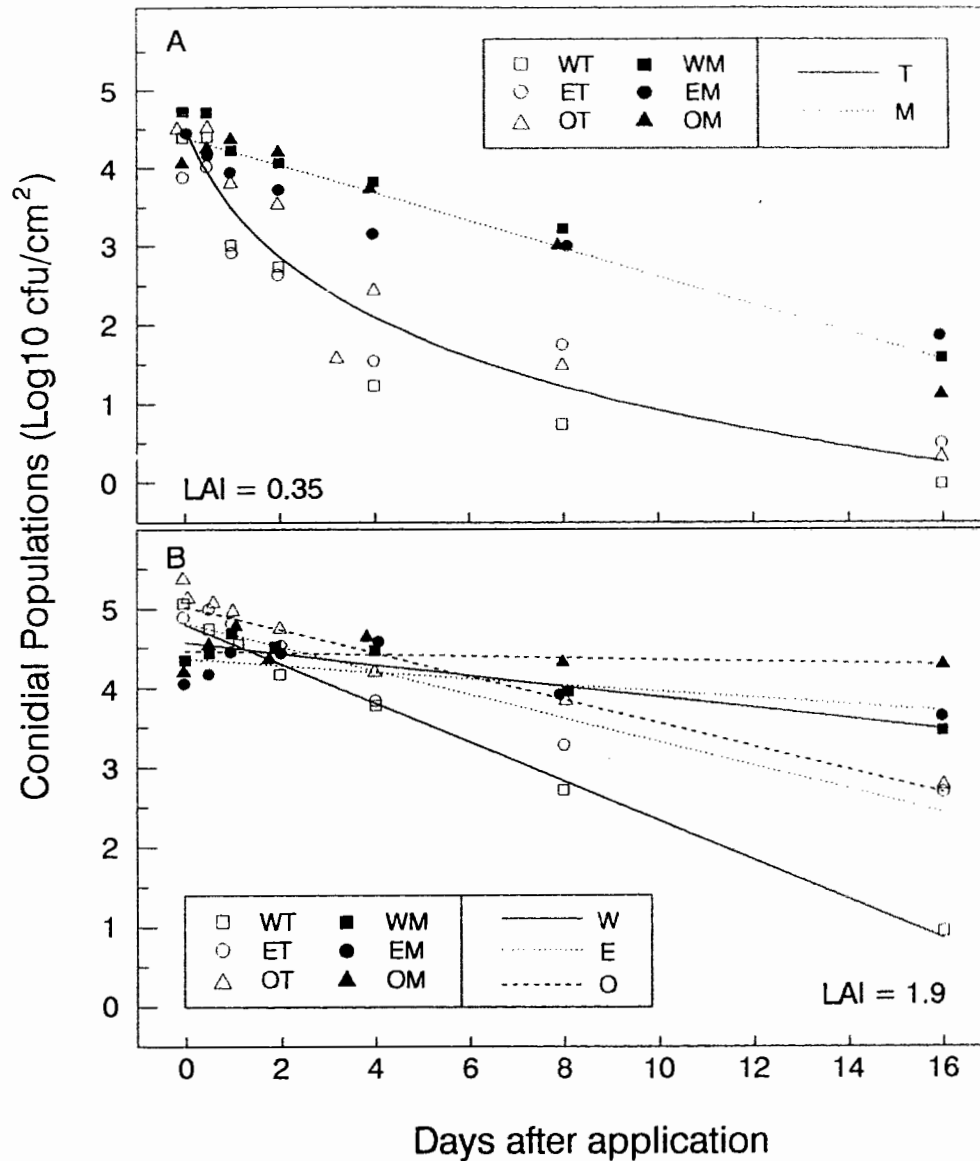 Conidial Populations (Log10 cfu/cm²)
A
WT WM
ET EM
OT OM
T
M
5
4
3
2
1
0
LAI = 0.35
B
5
4
3
2
1
0
WT WM
ET EM
OT OM
W
E
O
LAI = 1.9
0 2 4 6 8 10 12 14 16
Days after application